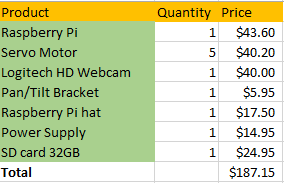 Product Quantity Price
Raspberry Pi 1 $43.60
Servo Motor 5 $40.20
Logitech HD Webcam 1 $40.00
Pan/Tilt Bracket 1 $5.95
Raspberry Pi hat 1 $17.50
Power Supply 1 $14.95
SD card 32GB 1 $24.95
Total $187.15